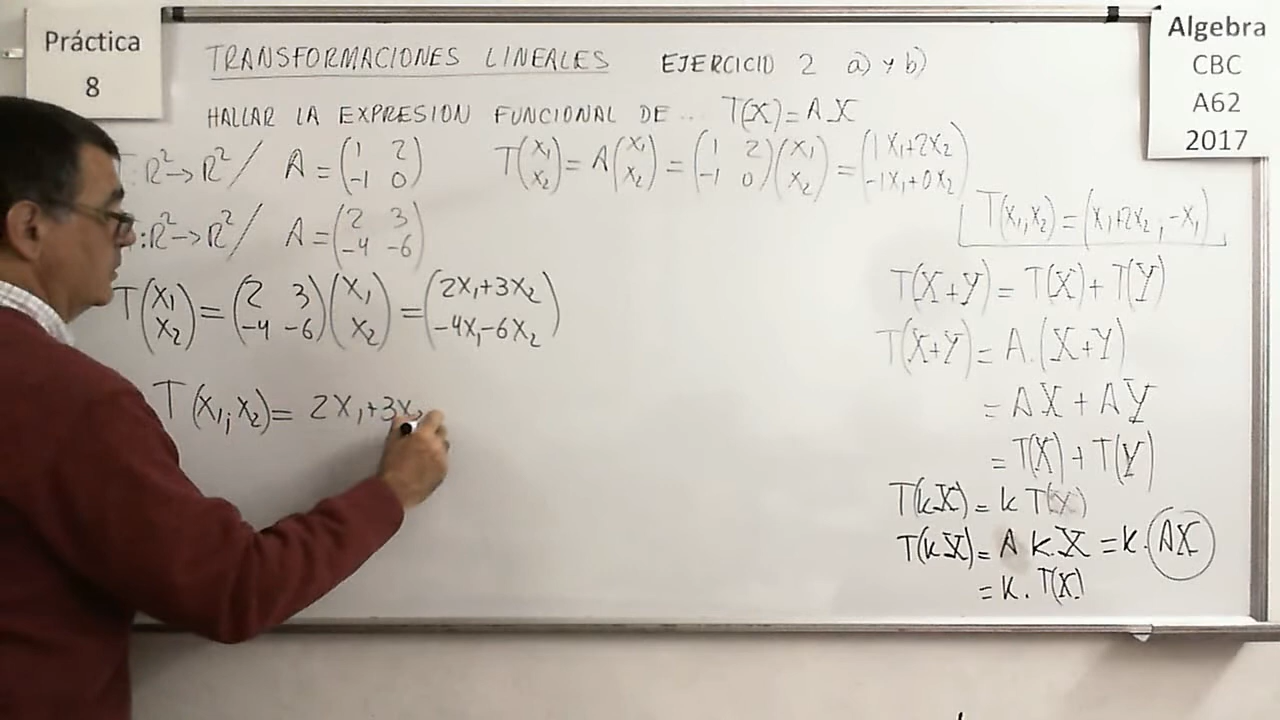 Práctica
8
TRANSFORMACIONES LINEALES EJERCICIO 2 a) y b)
Algebra
CBC
A62
2017
HALLAR LA EXPRESION FUNCIONAL DE .. T(X) = A.X
: R² → R² / A = (1 2; -1 0) T(x₁; x₂) = A(x₁; x₂) = (1 2; -1 0)(x₁; x₂) = (1x₁+2x₂; -1x₁+0x₂)
T(x₁,x₂) = (x₁+2x₂ ; -x₁)
:R² → R² / A = (2 3; -4 -6)
T(x₁; x₂) = (2 3; -4 -6)(x₁; x₂) = (2x₁+3x₂; -4x₁-6x₂)
T(x₁;x₂) = 2x₁+3x₂
T(X+Y) = T(X) + T(Y)
T(X+Y) = A.(X+Y)
= AX + AY
= T(X) + T(Y)
T(kX) = k T(X)
T(kX) = A k.X = k.(AX)
= k. T(X)